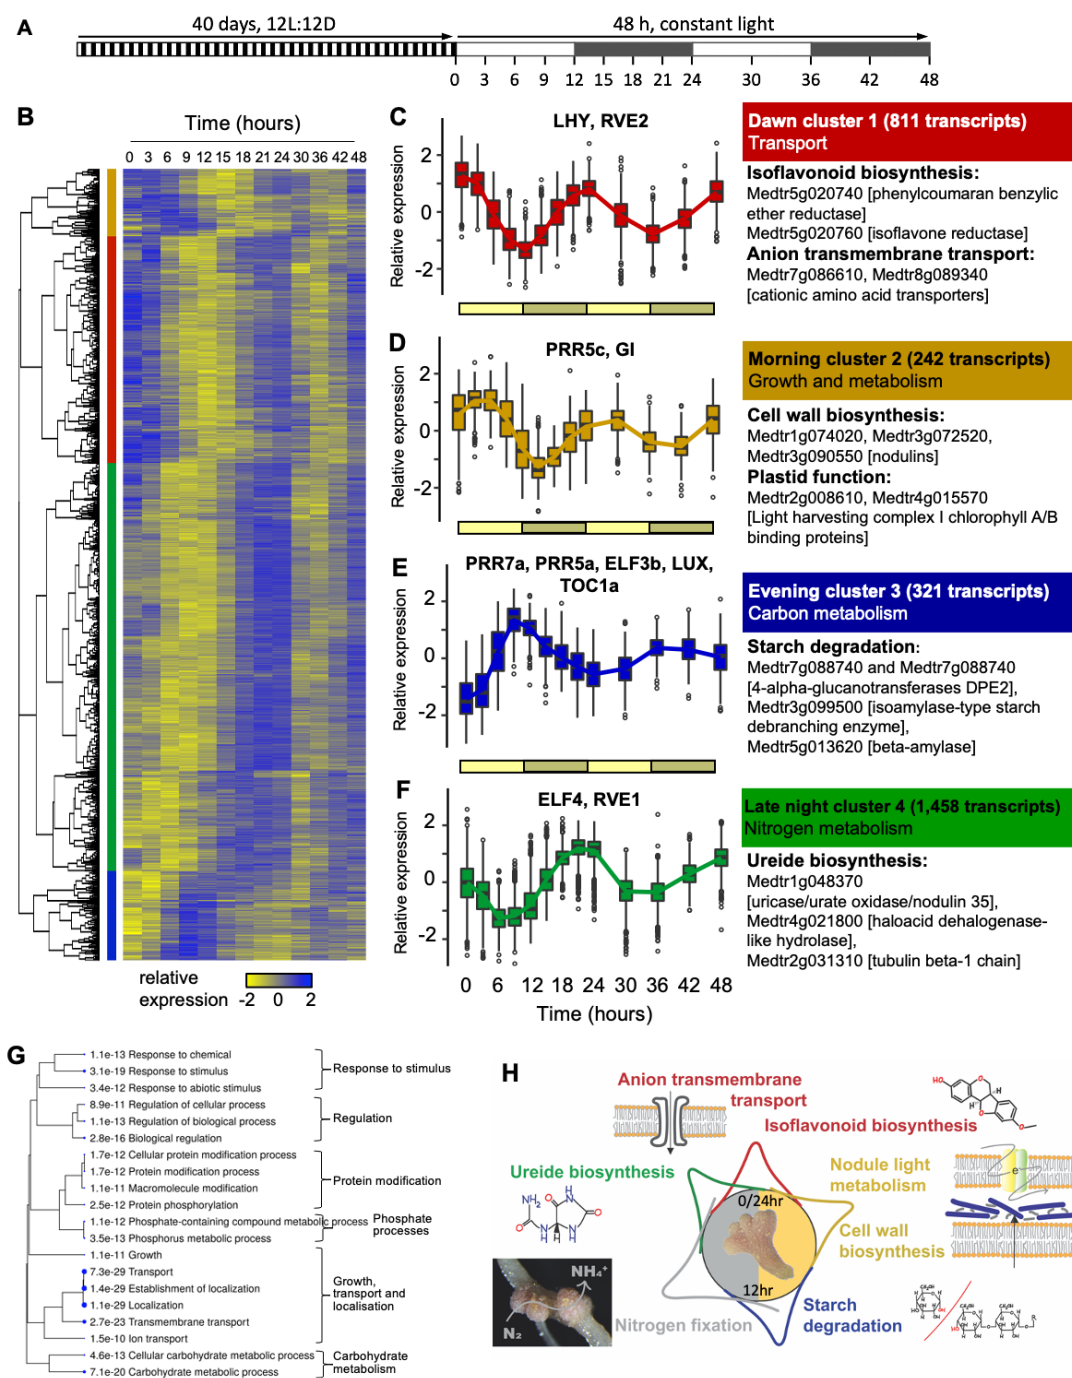 A
40 days, 12L:12D
48 h, constant light
0 3 6 9 12 15 18 21 24 30 36 42 48
B
Time (hours)
0 3 6 9 12 15 18 21 24 30 36 42 48
relative
expression
-2 0 2
C
LHY, RVE2
Relative expression
2
0
-2
Dawn cluster 1 (811 transcripts)
Transport
Isoflavonoid biosynthesis:
Medtr5g020740 [phenylcoumaran benzylic
ether reductase]
Medtr5g020760 [isoflavone reductase]
Anion transmembrane transport:
Medtr7g086610, Medtr8g089340
[cationic amino acid transporters]
D
PRR5c, GI
Relative expression
2
0
-2
Morning cluster 2 (242 transcripts)
Growth and metabolism
Cell wall biosynthesis:
Medtr1g074020, Medtr3g072520,
Medtr3g090550 [nodulins]
Plastid function:
Medtr2g008610, Medtr4g015570
[Light harvesting complex I chlorophyll A/B
binding proteins]
E
PRR7a, PRR5a, ELF3b, LUX,
TOC1a
Relative expression
2
0
-2
Evening cluster 3 (321 transcripts)
Carbon metabolism
Starch degradation:
Medtr7g088740 and Medtr7g088740
[4-alpha-glucanotransferases DPE2],
Medtr3g099500 [isoamylase-type starch
debranching enzyme],
Medtr5g013620 [beta-amylase]
F
ELF4, RVE1
Relative expression
2
0
-2
0 6 12 18 24 30 36 42 48
Time (hours)
Late night cluster 4 (1,458 transcripts)
Nitrogen metabolism
Ureide biosynthesis:
Medtr1g048370
[uricase/urate oxidase/nodulin 35],
Medtr4g021800 [haloacid dehalogenase-
like hydrolase],
Medtr2g031310 [tubulin beta-1 chain]
G
1.1e-13 Response to chemical
3.1e-19 Response to stimulus
3.4e-12 Response to abiotic stimulus
Response to stimulus
8.9e-11 Regulation of cellular process
1.1e-13 Regulation of biological process
2.8e-16 Biological regulation
Regulation
1.7e-12 Cellular protein modification process
1.7e-12 Protein modification process
1.1e-11 Macromolecule modification
2.5e-12 Protein phosphorylation
Protein modification
1.1e-12 Phosphate-containing compound metabolic process
3.5e-13 Phosphorus metabolic process
Phosphate
processes
1.1e-11 Growth
7.3e-29 Transport
1.4e-29 Establishment of localization
1.1e-29 Localization
2.7e-23 Transmembrane transport
1.5e-10 Ion transport
Growth,
transport and
localisation
4.6e-13 Cellular carbohydrate metabolic process
7.1e-20 Carbohydrate metabolic process
Carbohydrate
metabolism
H
Anion transmembrane
transport
Isoflavonoid biosynthesis
Ureide biosynthesis
Nodule light
metabolism
Cell wall
biosynthesis
Starch
degradation
Nitrogen fixation
0/24hr
12hr
N₂
NH₄⁺
e⁻